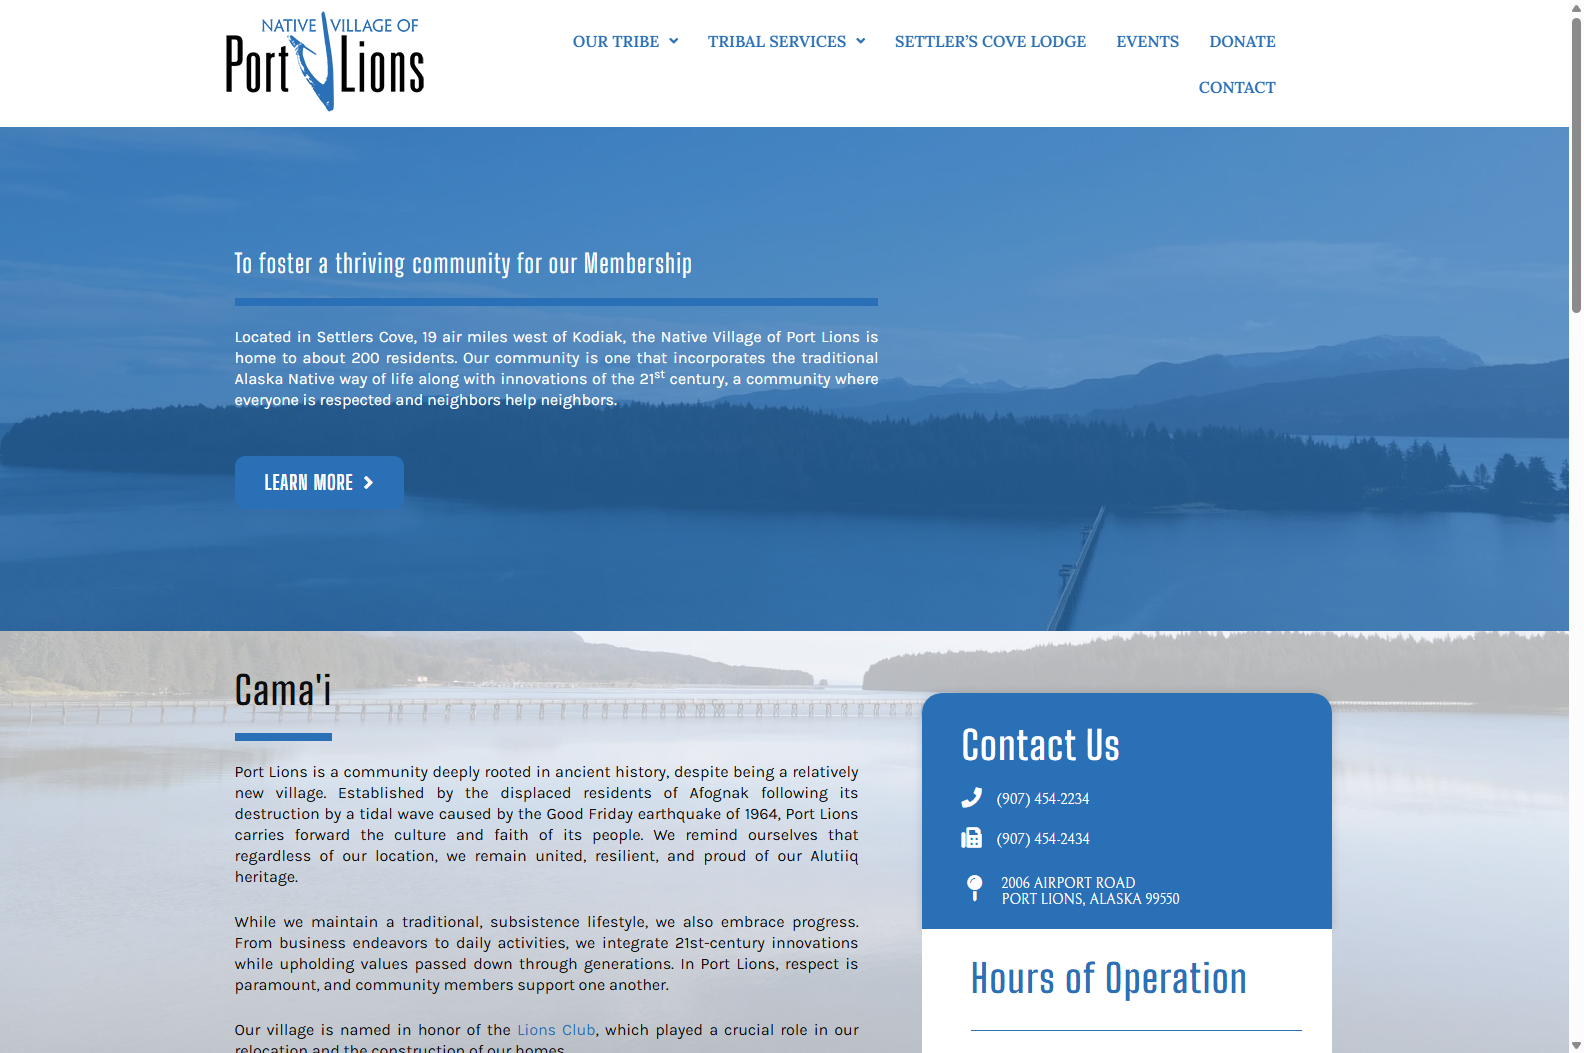 NATIVE VILLAGE OF
Port Lions
OUR TRIBE
TRIBAL SERVICES
SETTLER'S COVE LODGE
EVENTS
DONATE
CONTACT
To foster a thriving community for our Membership
Located in Settlers Cove, 19 air miles west of Kodiak, the Native Village of Port Lions is
home to about 200 residents. Our community is one that incorporates the traditional
Alaska Native way of life along with innovations of the 21st century, a community where
everyone is respected and neighbors help neighbors.
LEARN MORE
Cama'i
Port Lions is a community deeply rooted in ancient history, despite being a relatively
new village. Established by the displaced residents of Afognak following its
destruction by a tidal wave caused by the Good Friday earthquake of 1964, Port Lions
carries forward the culture and faith of its people. We remind ourselves that
regardless of our location, we remain united, resilient, and proud of our Alutiiq
heritage.
While we maintain a traditional, subsistence lifestyle, we also embrace progress.
From business endeavors to daily activities, we integrate 21st-century innovations
while upholding values passed down through generations. In Port Lions, respect is
paramount, and community members support one another.
Our village is named in honor of the Lions Club, which played a crucial role in our
relocation and the construction of our homes.
Contact Us
(907) 454-2234
(907) 454-2434
2006 AIRPORT ROAD
PORT LIONS, ALASKA 99550
Hours of Operation